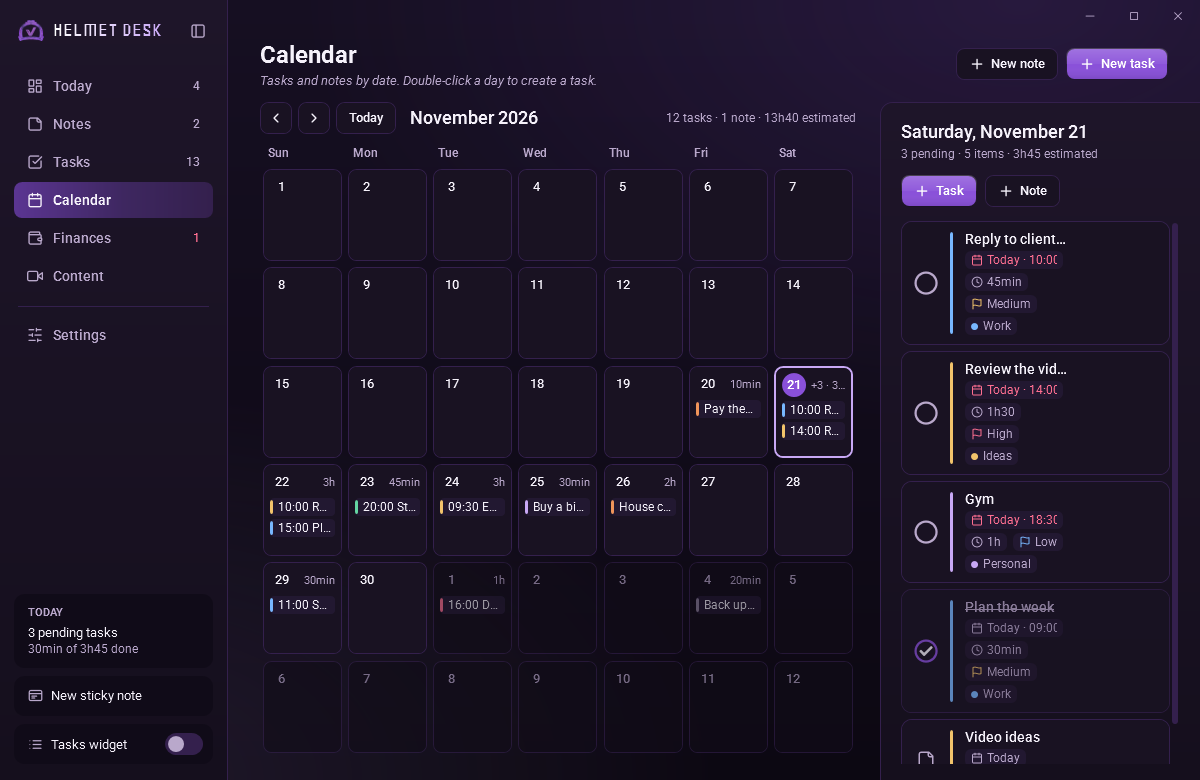 HELMET DESK
Today 4
Notes 2
Tasks 13
Calendar
Finances 1
Content
Settings
TODAY
3 pending tasks
30min of 3h45 done
New sticky note
Tasks widget
Calendar
Tasks and notes by date. Double-click a day to create a task.
New note
New task
Today
November 2026
12 tasks · 1 note · 13h40 estimated
Sun Mon Tue Wed Thu Fri Sat
1 2 3 4 5 6 7
8 9 10 11 12 13 14
15 16 17 18 19 20 10min 21 +3 · 3...
Pay the... 10:00 R...
14:00 R...
22 3h 23 45min 24 3h 25 30min 26 2h 27 28
10:00 R... 20:00 St... 09:30 E... Buy a bi... House c...
15:00 Pl...
29 30min 30 1 1h 2 3 4 20min 5
11:00 S... 16:00 D... Back up...
6 7 8 9 10 11 12
Saturday, November 21
3 pending · 5 items · 3h45 estimated
Task
Note
Reply to client...
Today · 10:00
45min
Medium
Work
Review the vid...
Today · 14:00
1h30
High
Ideas
Gym
Today · 18:30
1h Low
Personal
Plan the week
Today · 09:00
30min
Medium
Work
Video ideas
Today